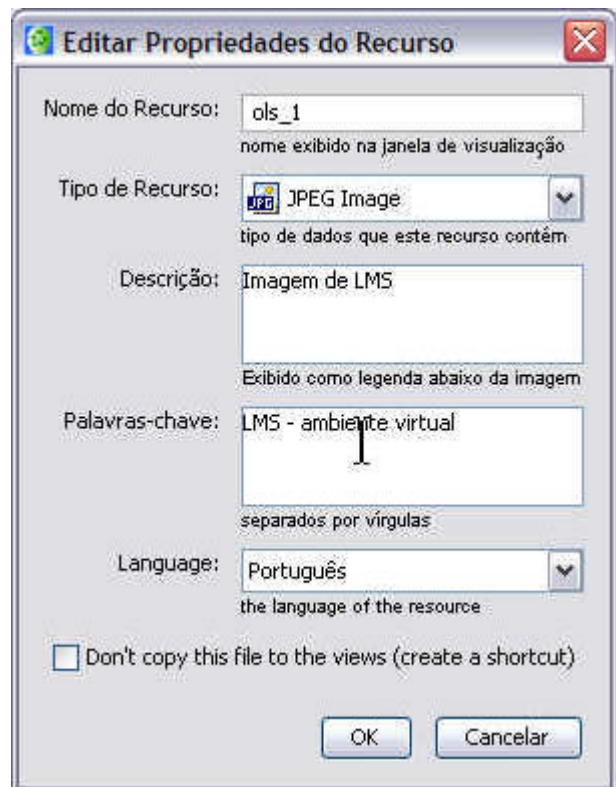 Editar Propriedades do Recurso
Nome do Recurso: ols_1
nome exibido na janela de visualização
Tipo de Recurso: JPG JPEG Image
tipo de dados que este recurso contém
Descrição: Imagem de LMS
Exibido como legenda abaixo da imagem
Palavras-chave: LMS - ambiente virtual
separados por vírgulas
Language: Português
the language of the resource
Don't copy this file to the views (create a shortcut)
OK Cancelar